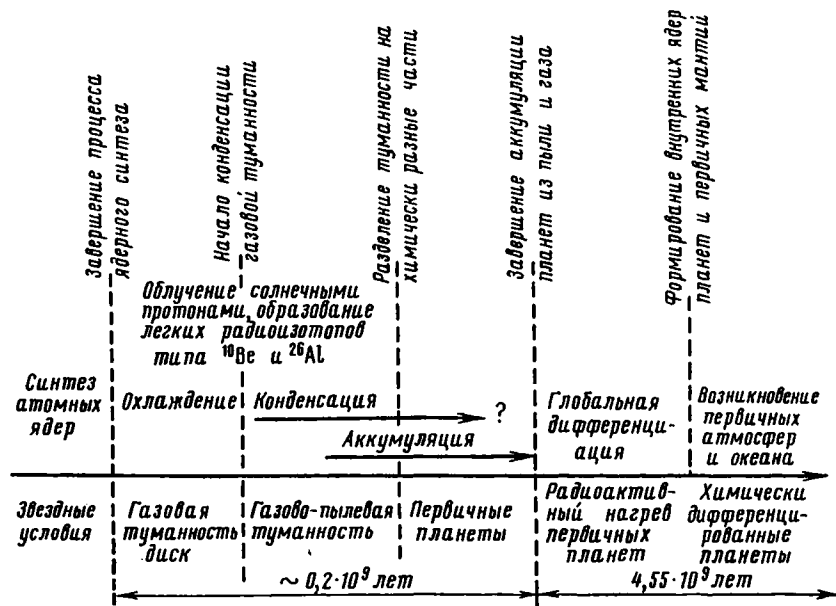 Завершение процесса
ядерного синтеза
Начало конденсации
газовой туманности
Разделение туманности на
химически разные части
Завершение аккумуляции
планет из пыли и газа
Формирование внутренних ядер
планет и первичных мантий
Облучение солнечными
протонами, образование
легких радиоизотопов
типа ¹⁰Be и ²⁶Al
Синтез
атомных
ядер
Охлаждение
Конденсация
?
Аккумуляция
Глобальная
дифференци-
ация
Возникновение
первичных
атмосфер
и океана
Звездные
условия
Газовая
туманность
диск
Газово-пылевая
туманность
Первичные
планеты
Радиоактив-
ный нагрев
первичных
планет
Химически
дифференци-
рованные
планеты
~ 0,2·10⁹ лет
4,55·10⁹ лет